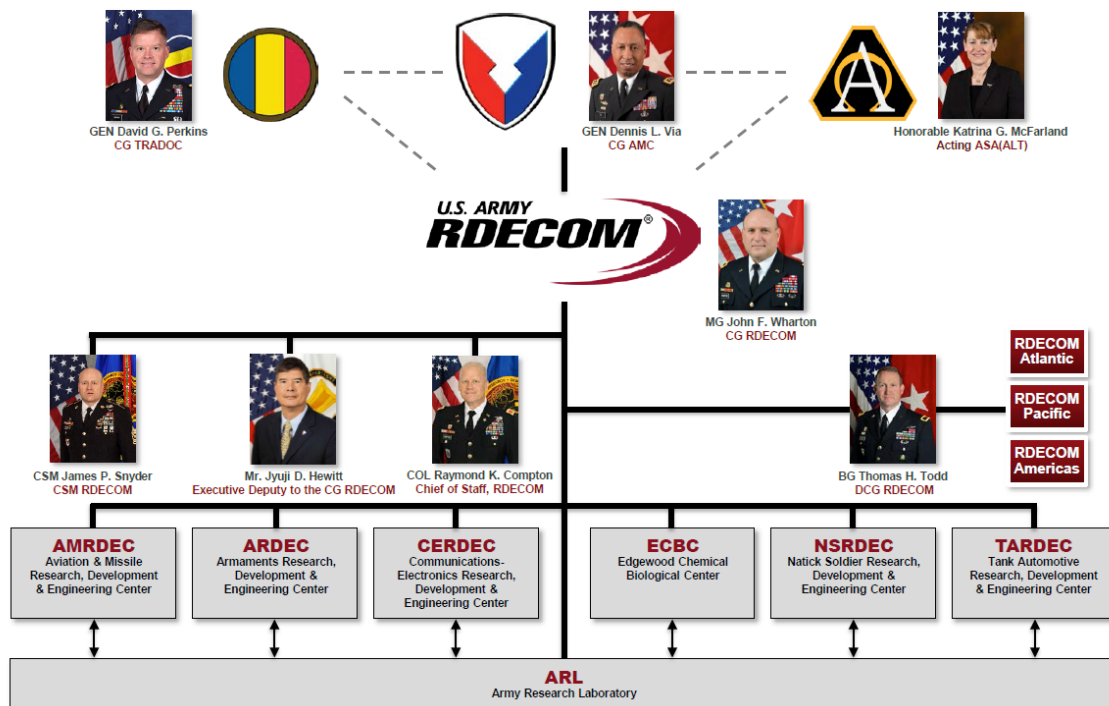 GEN David G. Perkins
CG TRADOC
GEN Dennis L. Via
CG AMC
Honorable Katrina G. McFarland
Acting ASA(ALT)
U.S. ARMY
RDECOM®
MG John F. Wharton
CG RDECOM
CSM James P. Snyder
CSM RDECOM
Mr. Jyuji D. Hewitt
Executive Deputy to the CG RDECOM
COL Raymond K. Compton
Chief of Staff, RDECOM
BG Thomas H. Todd
DCG RDECOM
RDECOM
Atlantic
RDECOM
Pacific
RDECOM
Americas
AMRDEC
Aviation & Missile
Research, Development
& Engineering Center
ARDEC
Armaments Research,
Development &
Engineering Center
CERDEC
Communications-
Electronics Research,
Development &
Engineering Center
ECBC
Edgewood Chemical
Biological Center
NSRDEC
Natick Soldier Research,
Development &
Engineering Center
TARDEC
Tank Automotive
Research, Development
& Engineering Center
ARL
Army Research Laboratory